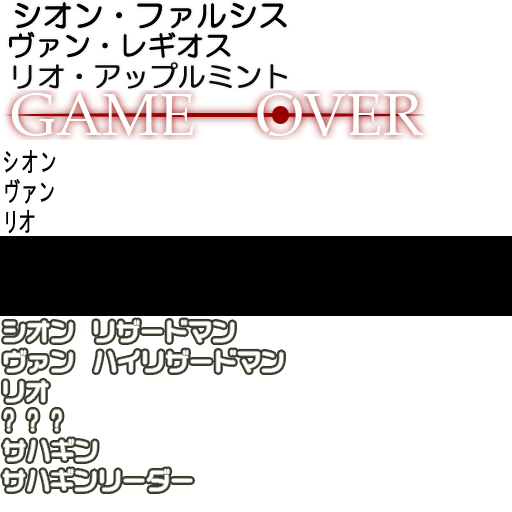 シオン・ファルシス
ヴァン・レギオス
リオ・アップルミント
GAME OVER
シオン
ヴァン
リオ
シオン リザードマン
ヴァン ハイリザードマン
リオ
？？？
サハギン
サハギンリーダー